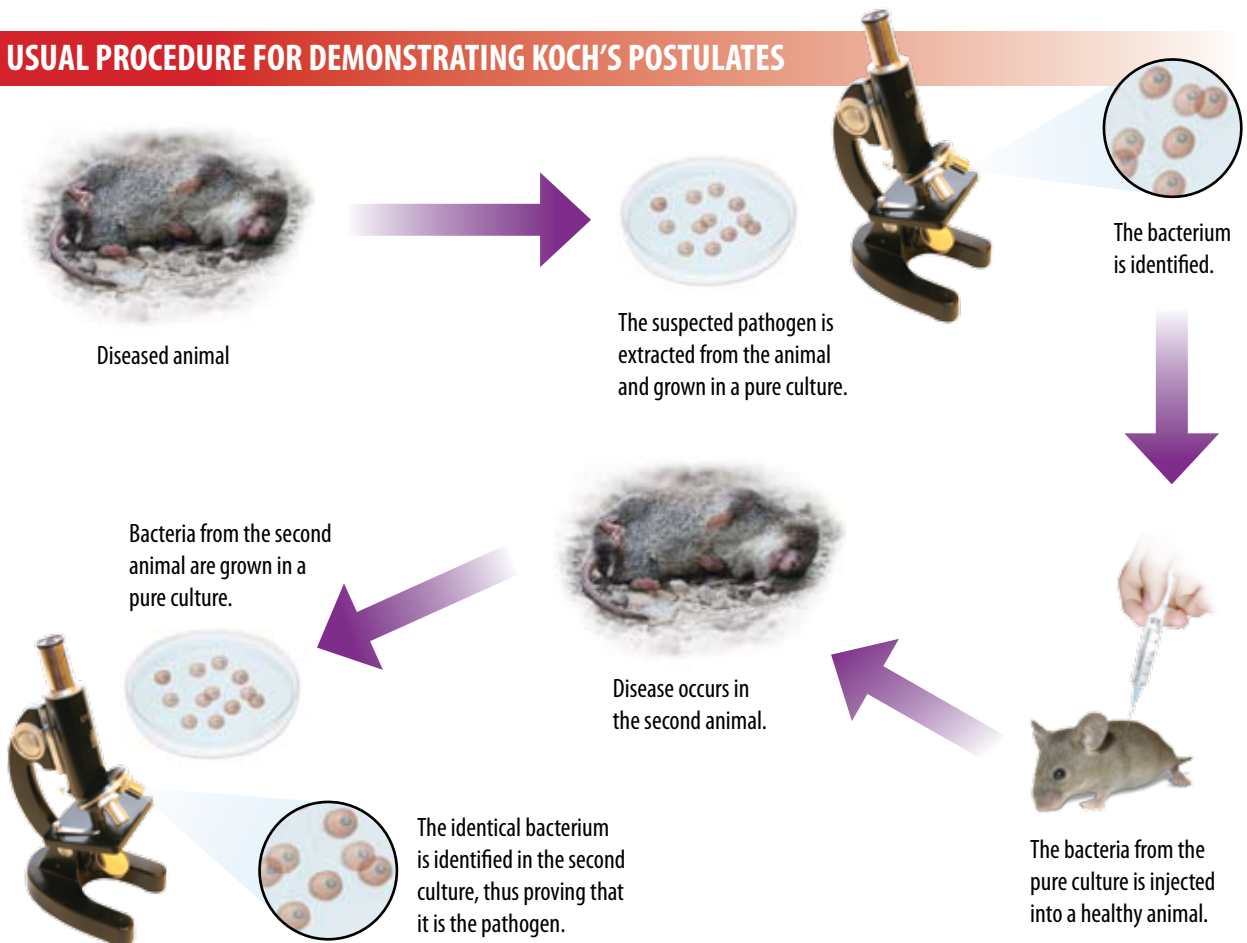 USUAL PROCEDURE FOR DEMONSTRATING KOCH'S POSTULATES
Diseased animal
The suspected pathogen is
extracted from the animal
and grown in a pure culture.
The bacterium
is identified.
The bacteria from the
pure culture is injected
into a healthy animal.
Disease occurs in
the second animal.
Bacteria from the second
animal are grown in a
pure culture.
The identical bacterium
is identified in the second
culture, thus proving that
it is the pathogen.